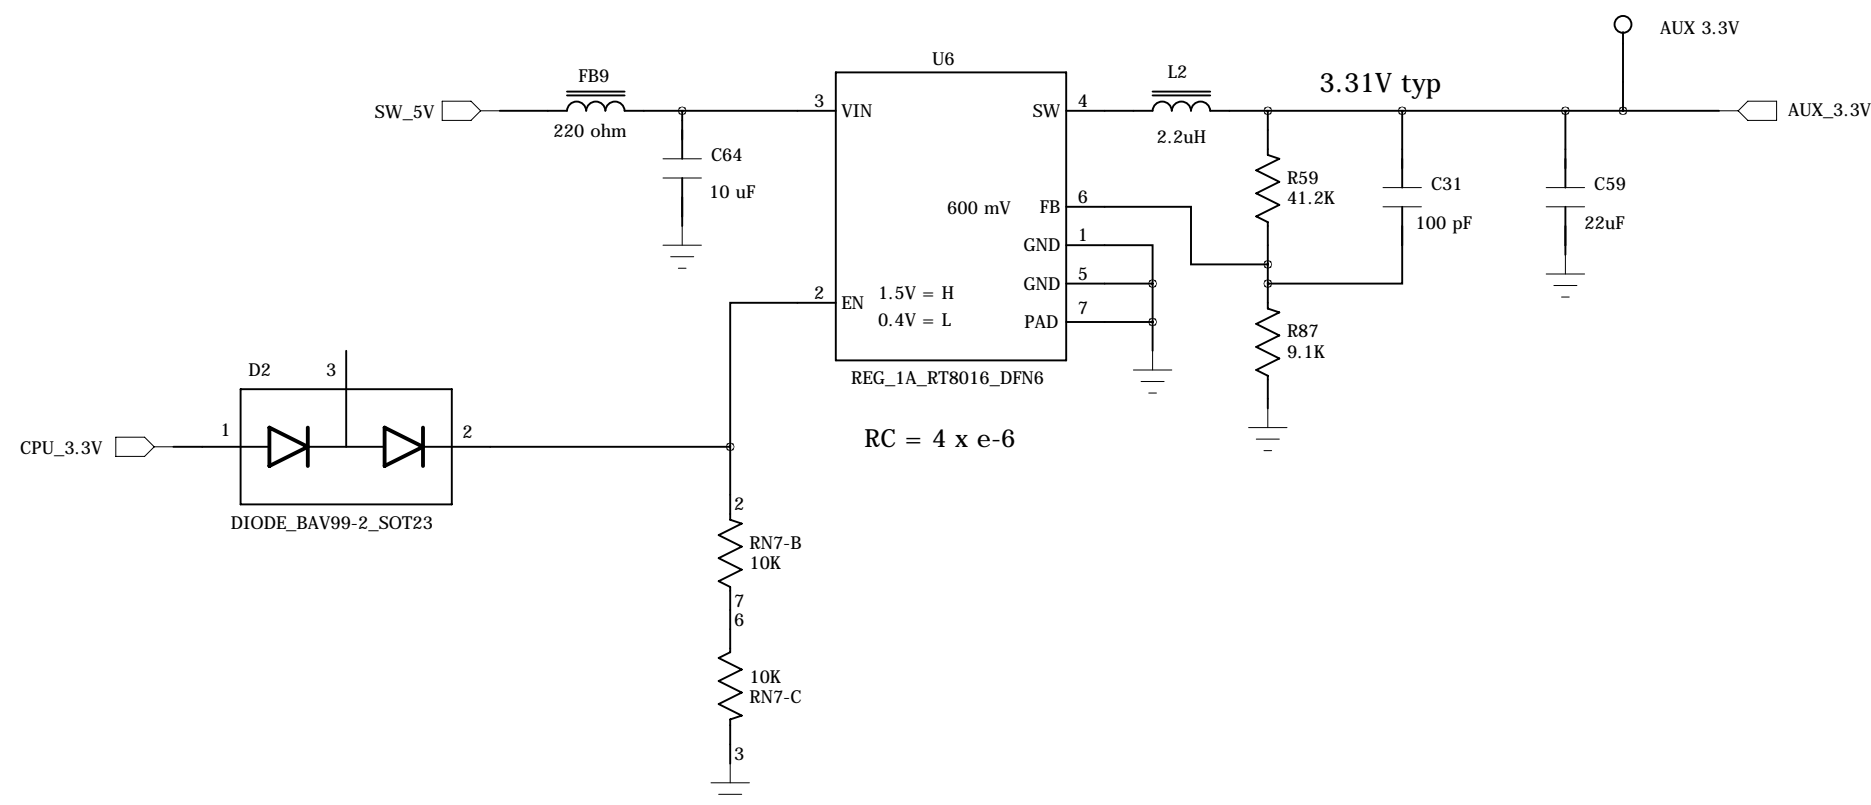 AUX 3.3V
U6
FB9
L2
3.31V typ
SW_5V
3
VIN
SW
4
AUX_3.3V
220 ohm
2.2uH
C64
10 uF
R59
41.2K
C31
100 pF
C59
22uF
600 mV
FB
6
GND
1
GND
5
PAD
7
2
EN
1.5V = H
0.4V = L
R87
9.1K
REG_1A_RT8016_DFN6
RC = 4 x e-6
D2
3
CPU_3.3V
1
2
DIODE_BAV99-2_SOT23
2
RN7-B
10K
7
6
10K
RN7-C
3